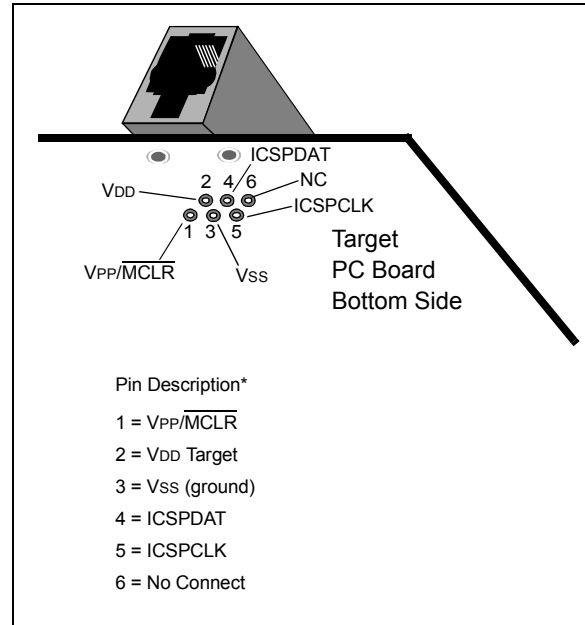 ICSPDAT
2 4 6 NC
VDD
ICSPCLK
1 3 5
VPP/MCLR
VSS
Target
PC Board
Bottom Side
Pin Description*
1 = VPP/MCLR
2 = VDD Target
3 = VSS (ground)
4 = ICSPDAT
5 = ICSPCLK
6 = No Connect